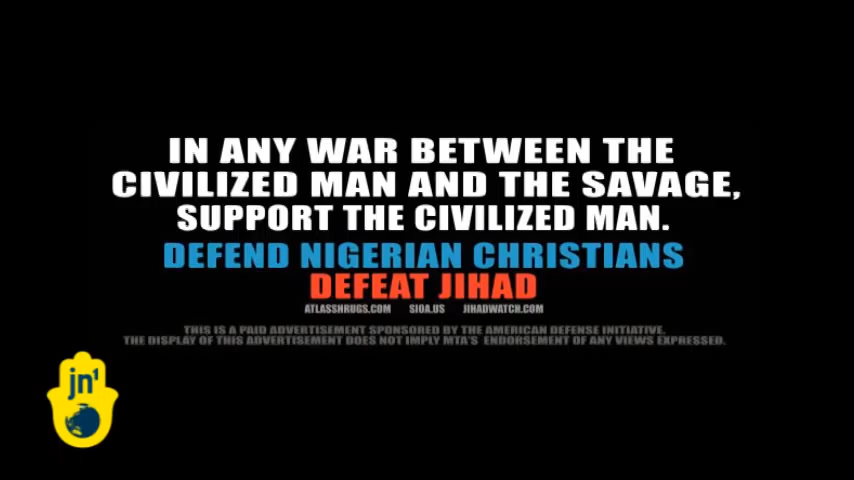 IN ANY WAR BETWEEN THE
CIVILIZED MAN AND THE SAVAGE,
SUPPORT THE CIVILIZED MAN.
DEFEND NIGERIAN CHRISTIANS
DEFEAT JIHAD
ATLASSHRUGS.COM SIOA.US JIHADWATCH.COM
THIS IS A PAID ADVERTISEMENT SPONSORED BY THE AMERICAN DEFENSE INITIATIVE.
THE DISPLAY OF THIS ADVERTISEMENT DOES NOT IMPLY MTA'S ENDORSEMENT OF ANY VIEWS EXPRESSED.
jn1